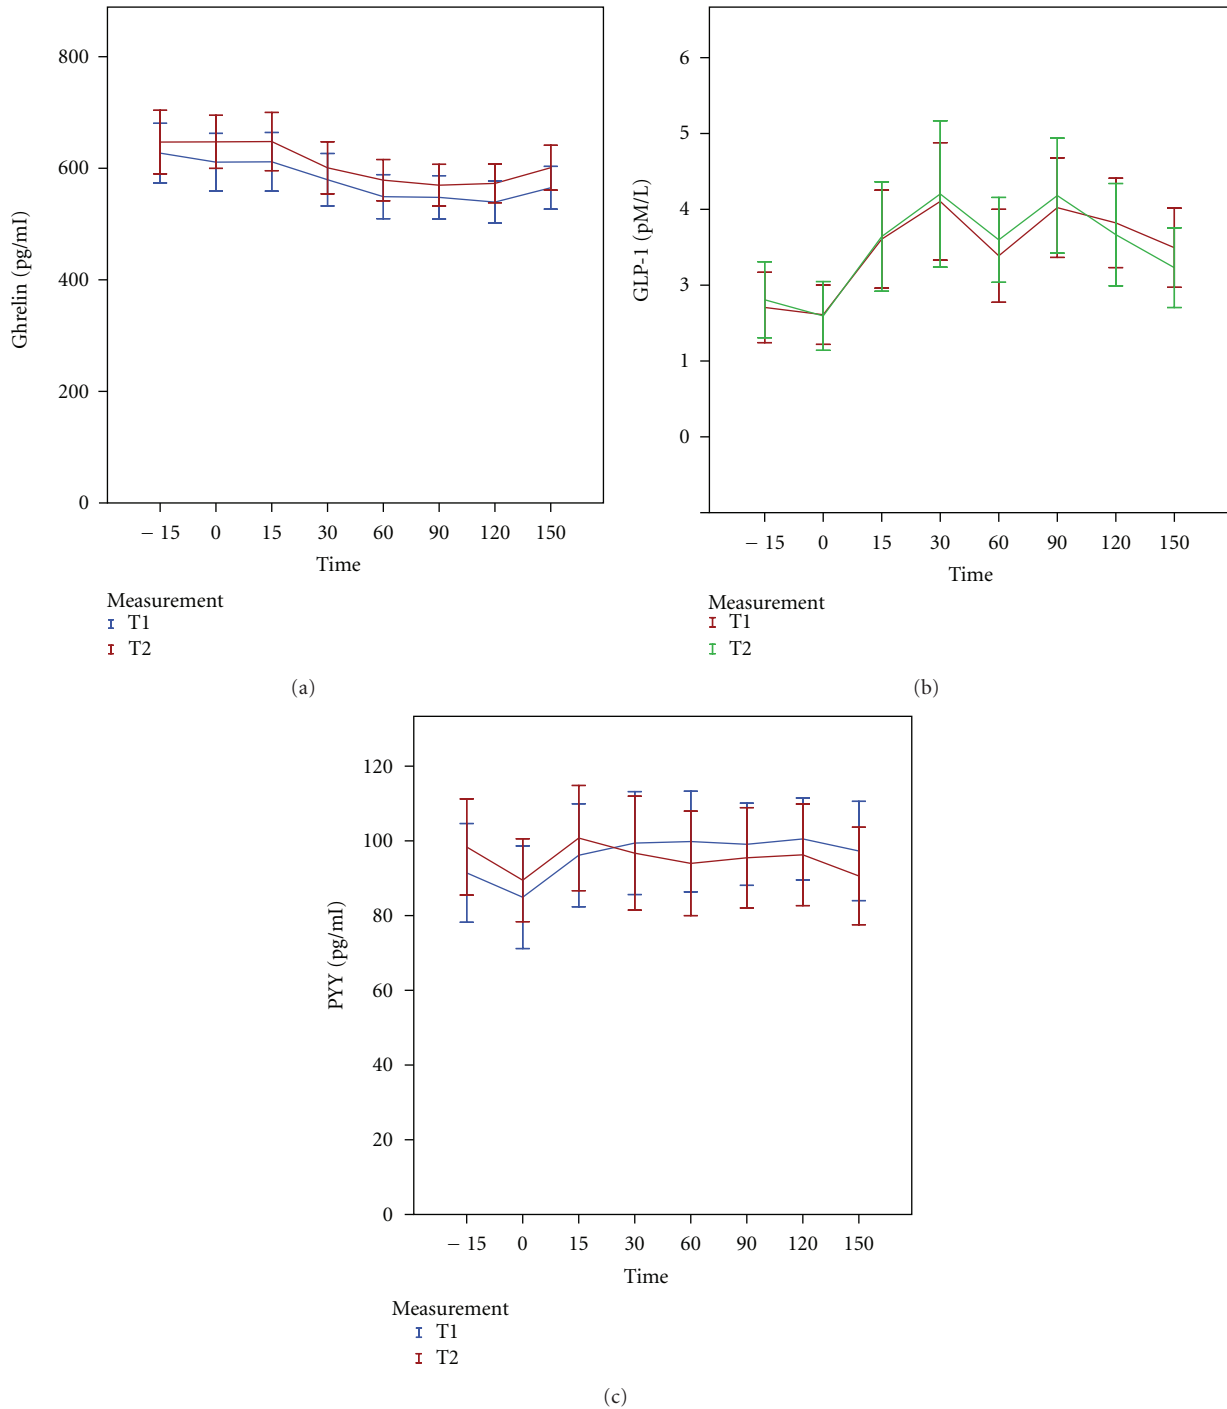 800
600
400
200
0
Ghrelin (pg/mI)
− 15 0 15 30 60 90 120 150
Time
Measurement
T1
T2
(a)
6
5
4
3
1
0
GLP-1 (pM/L)
− 15 0 15 30 60 90 120 150
Time
Measurement
T1
T2
(b)
120
100
80
60
40
20
0
PYY (pg/mI)
− 15 0 15 30 60 90 120 150
Time
Measurement
T1
T2
(c)